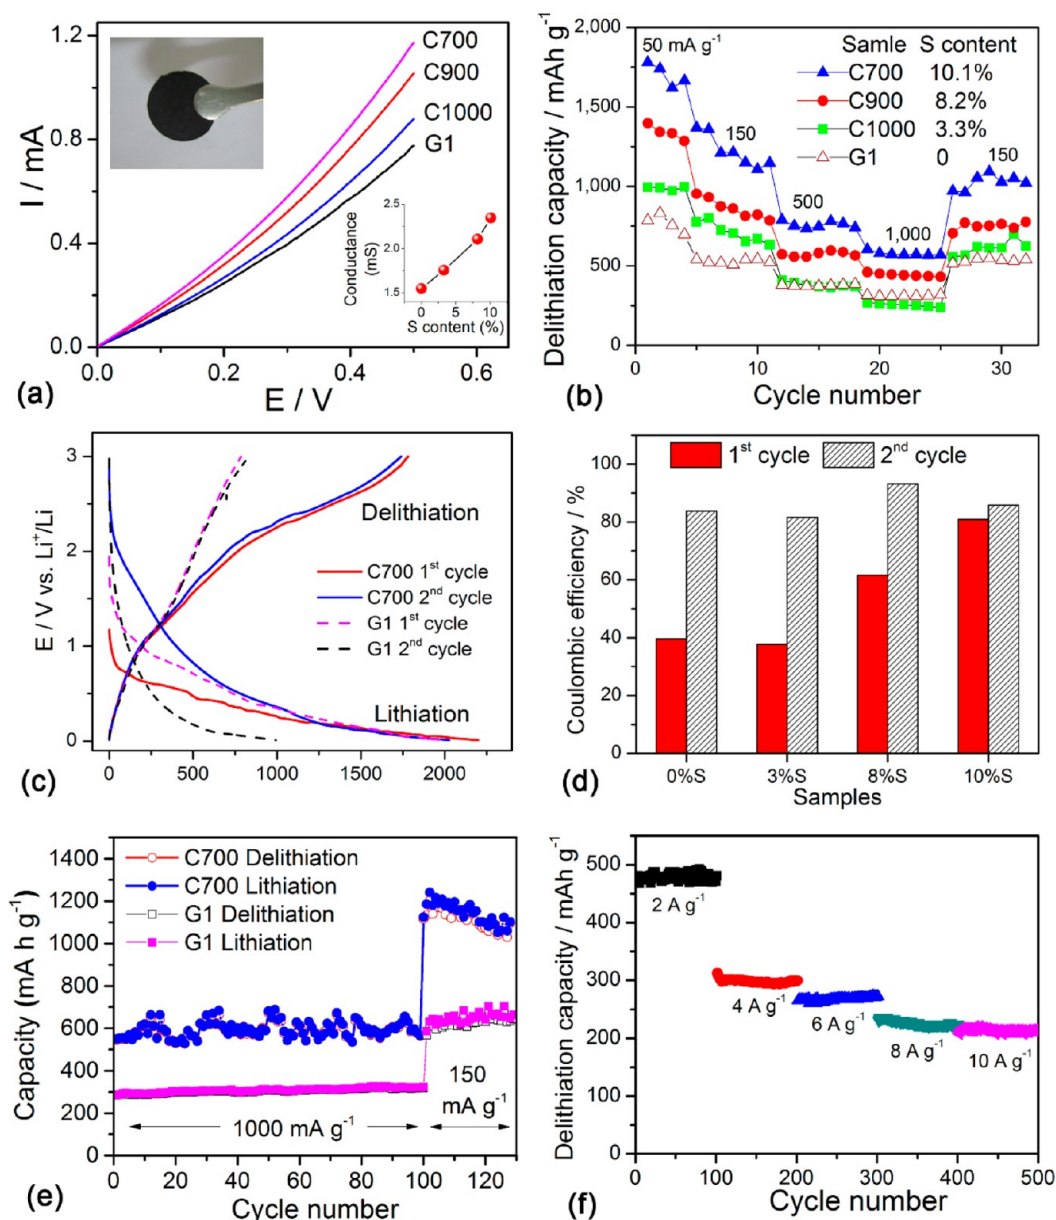 1.2
0.8
0.4
0.0
I / mA
C700
C900
C1000
G1
2.5
2.0
1.5
Conductance
(mS)
0 5 10
S content (%)
0.0 0.2 0.4 0.6
E / V
(a)
2,000
1,500
1,000
500
0
Delithiation capacity / mAh g⁻¹
50 mA g⁻¹
Samle S content
C700 10.1%
C900 8.2%
C1000 3.3%
G1 0
150
500
1,000
150
0 10 20 30
Cycle number
(b)
3
2
1
0
E / V vs. Li⁺/Li
Delithiation
C700 1ˢᵗ cycle
C700 2ⁿᵈ cycle
G1 1ˢᵗ cycle
G1 2ⁿᵈ cycle
Lithiation
0 500 1000 1500 2000
(c)
100
80
60
40
20
0
Coulombic efficiency / %
1ˢᵗ cycle 2ⁿᵈ cycle
0%S 3%S 8%S 10%S
Samples
(d)
1400
1200
1000
800
600
400
200
0
Capacity (mA h g⁻¹)
C700 Delithiation
C700 Lithiation
G1 Delithiation
G1 Lithiation
1000 mA g⁻¹
150
mA g⁻¹
0 20 40 60 80 100 120
Cycle number
(e)
500
400
300
200
100
0
Delithiation capacity / mAh g⁻¹
2 A g⁻¹
4 A g⁻¹
6 A g⁻¹
8 A g⁻¹
10 A g⁻¹
0 100 200 300 400 500
Cycle number
(f)